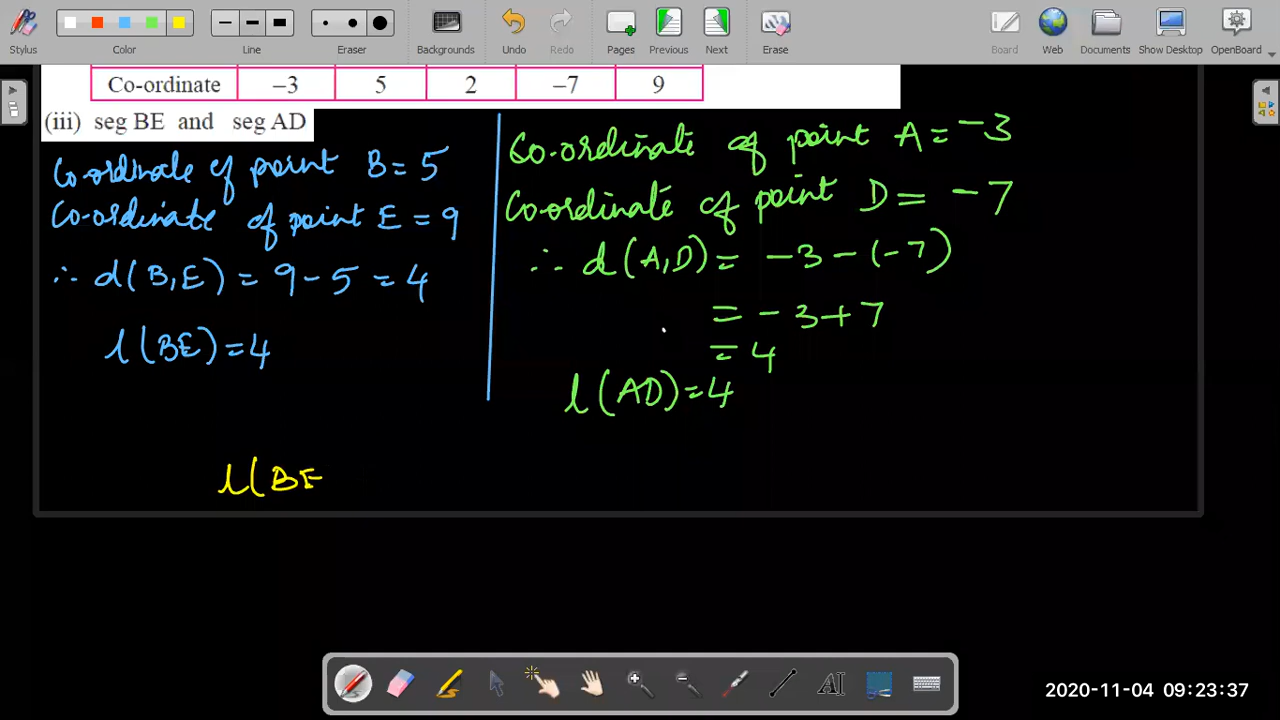 Stylus
Color
Line
Eraser
Backgrounds
Undo
Redo
Pages
Previous
Next
Erase
Board
Web
Documents
Show Desktop
OpenBoard
Co-ordinate −3 5 2 −7 9
(iii) seg BE and seg AD
Co-ordinate of point B = 5
Co-ordinate of point E = 9
∴ d(B,E) = 9 - 5 = 4
l(BE) = 4
Co-ordinate of point A = -3
Co-ordinate of point D = -7
∴ d(A,D) = -3 - (-7)
= -3+7
= 4
l(AD) = 4
l(BE
AI
2020-11-04 09:23:37